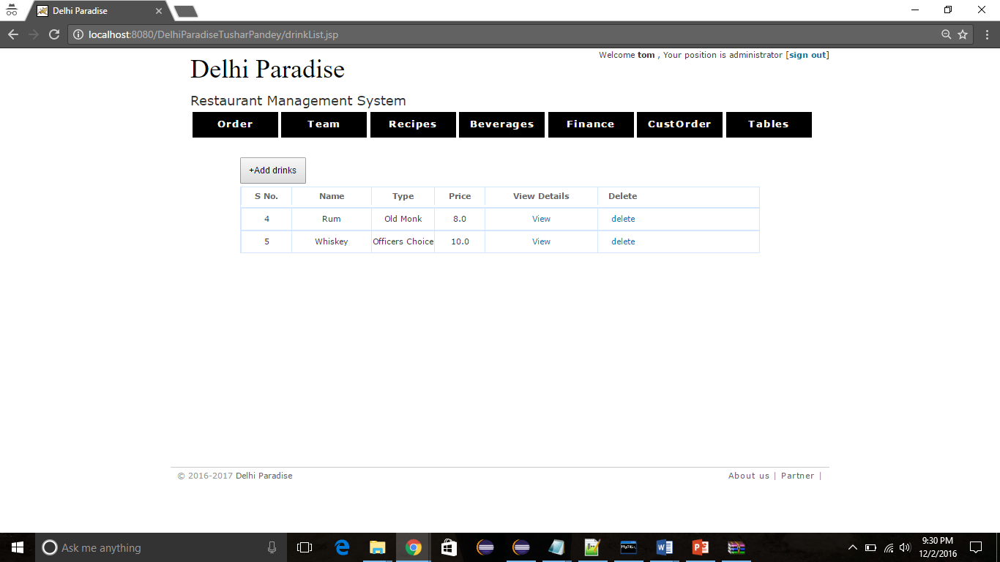 Delhi Paradise
localhost:8080/DelhiParadiseTusharPandey/drinkList.jsp
Welcome tom , Your position is administrator [sign out]
Delhi Paradise
Restaurant Management System
Order Team Recipes Beverages Finance CustOrder Tables
+Add drinks
S No. Name Type Price View Details Delete
4 Rum Old Monk 8.0 View delete
5 Whiskey Officers Choice 10.0 View delete
© 2016-2017 Delhi Paradise About us | Partner |
Ask me anything
9:30 PM
12/2/2016